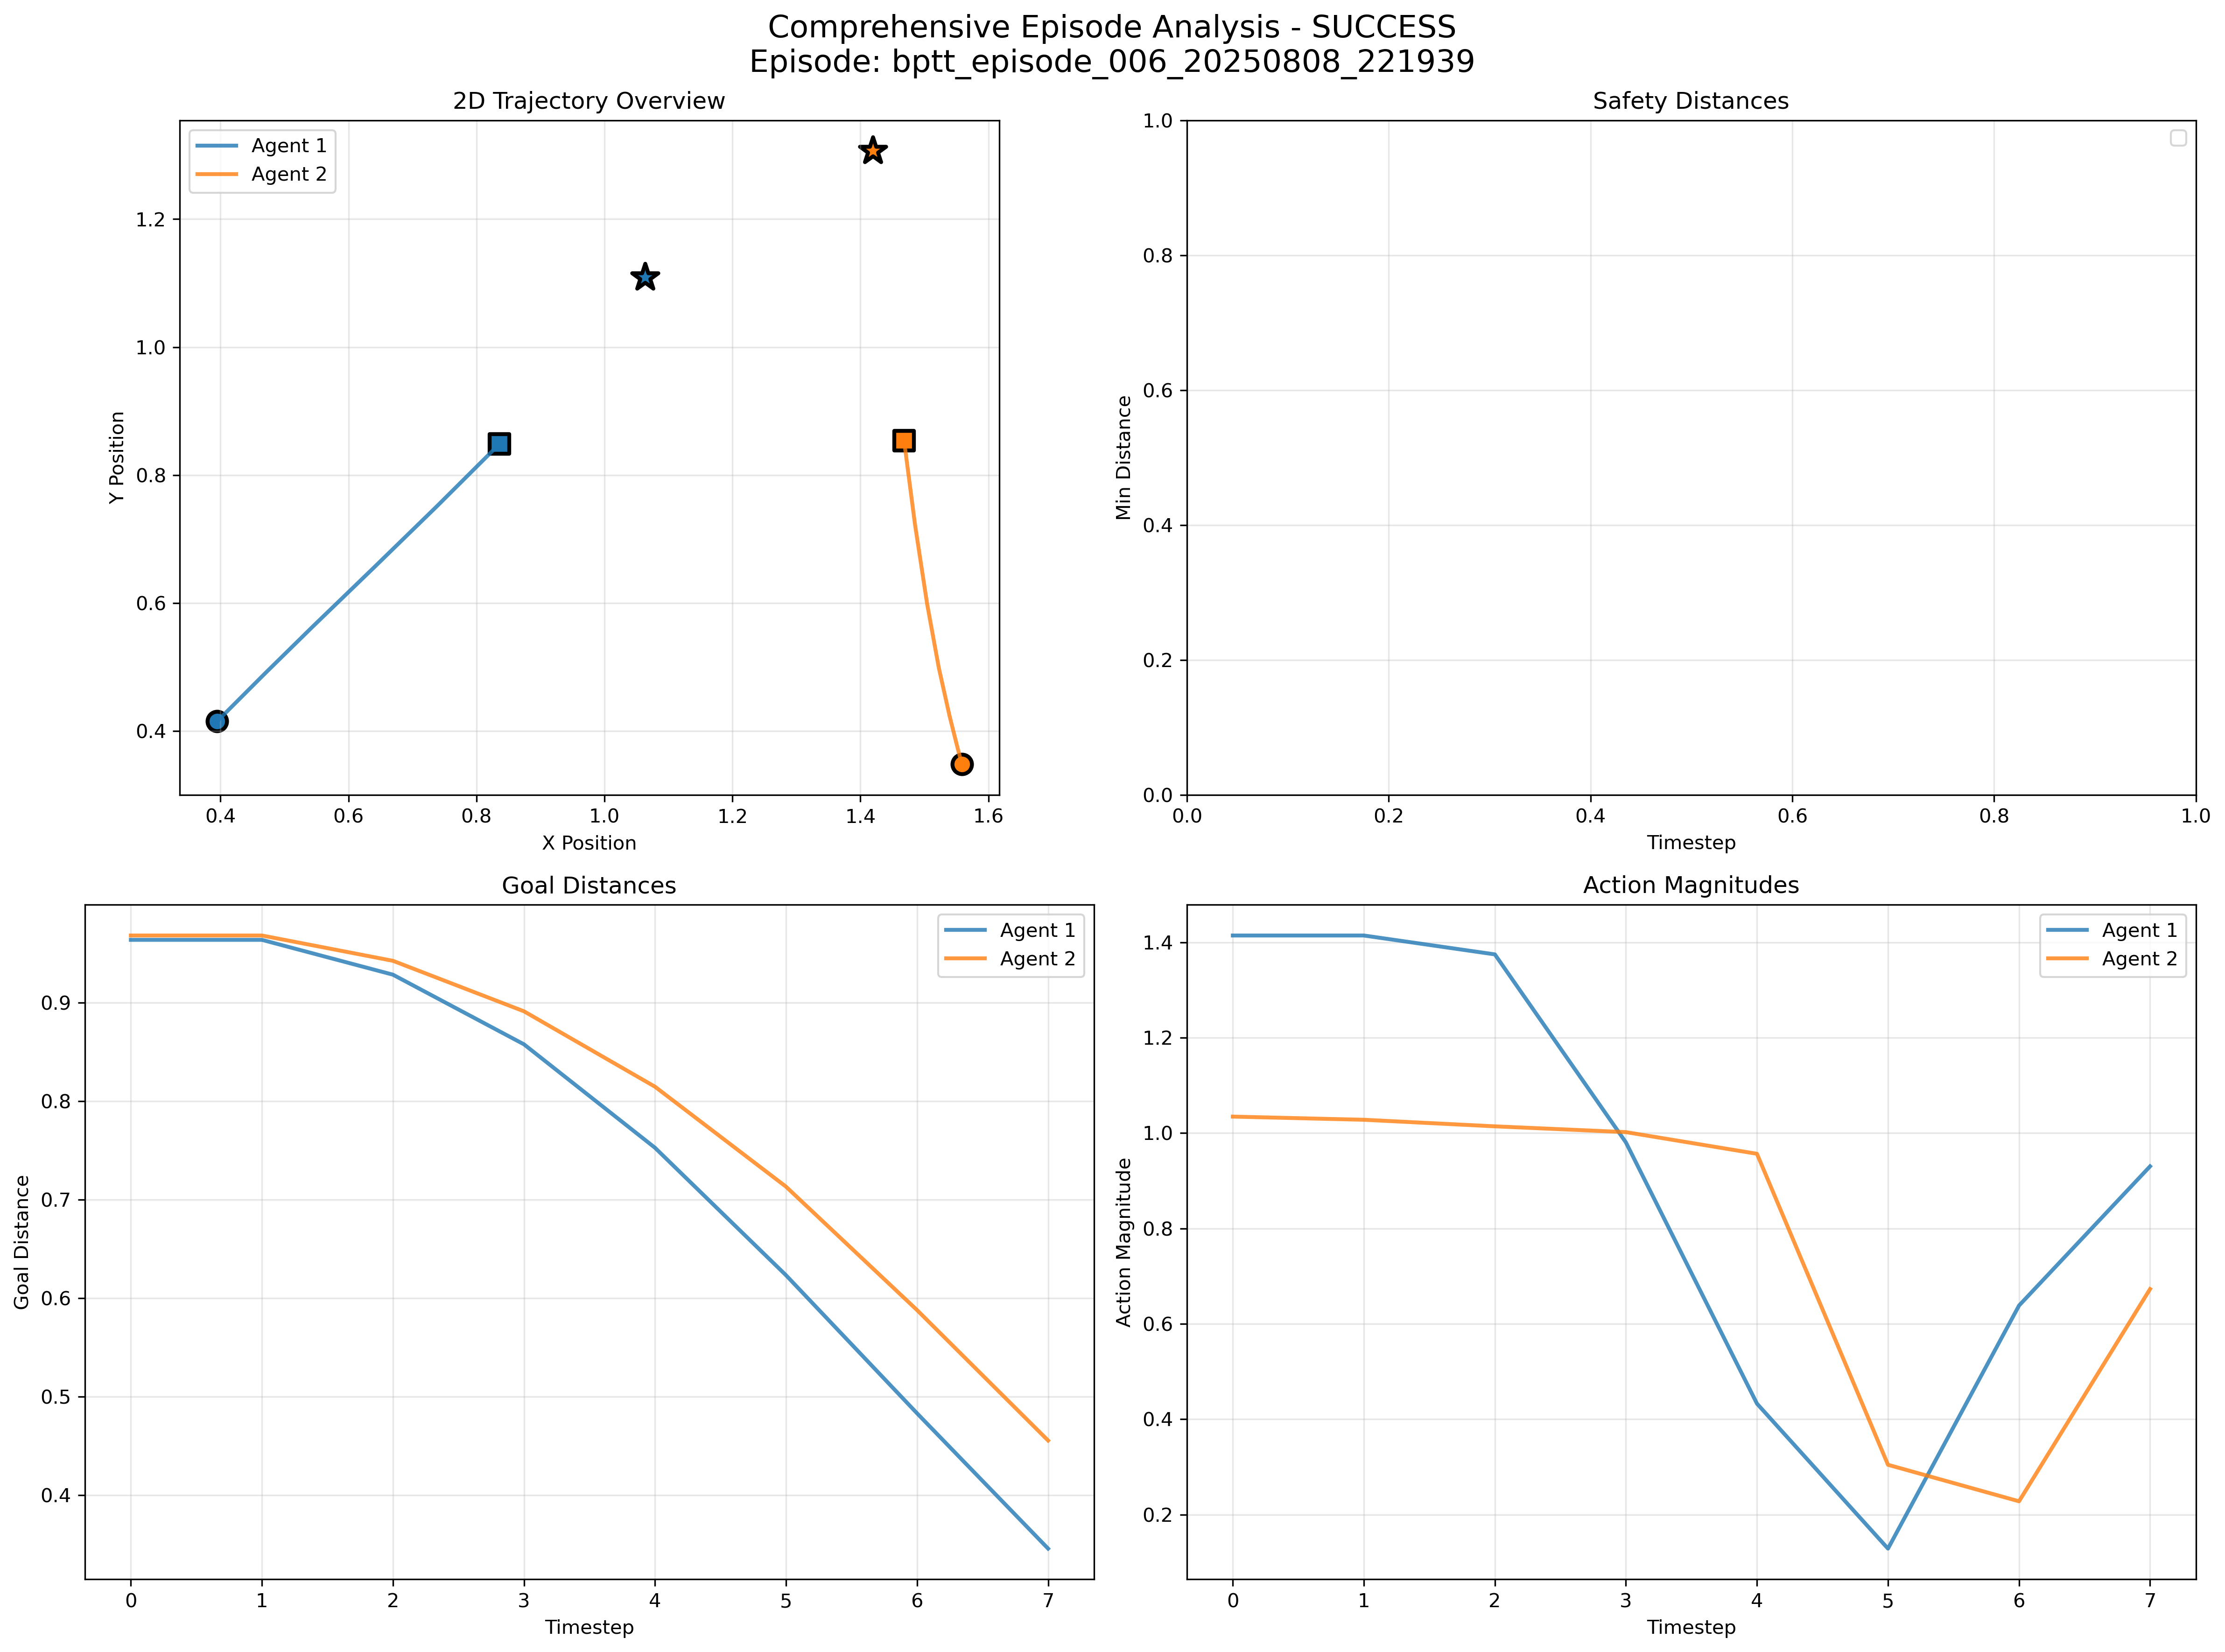 Comprehensive Episode Analysis - SUCCESS
Episode: bptt_episode_006_20250808_221939
2D Trajectory Overview
Agent 1
Agent 2
1.2
1.0
0.8
0.6
0.4
Y Position
0.4 0.6 0.8 1.0 1.2 1.4 1.6
X Position
Safety Distances
1.0
0.8
0.6
0.4
0.2
0.0
Min Distance
0.0 0.2 0.4 0.6 0.8 1.0
Timestep
Goal Distances
Agent 1
Agent 2
0.9
0.8
0.7
0.6
0.5
0.4
Goal Distance
0 1 2 3 4 5 6 7
Timestep
Action Magnitudes
Agent 1
Agent 2
1.4
1.2
1.0
0.8
0.6
0.4
0.2
Action Magnitude
0 1 2 3 4 5 6 7
Timestep